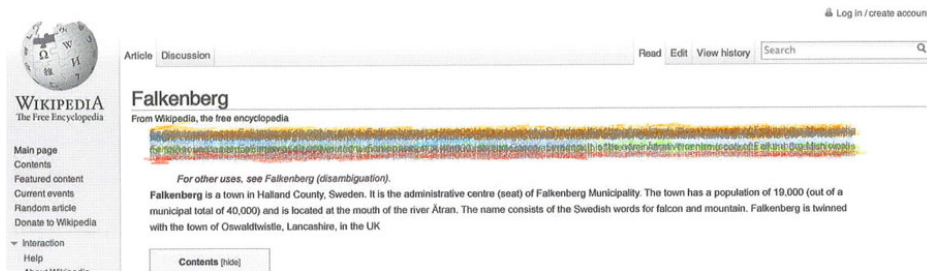 Log in / create accoun
Article Discussion Read Edit View history Search
WIKIPEDIA
The Free Encyclopedia
Falkenberg
From Wikipedia, the free encyclopedia
Main page
Contents
Featured content
Current events
Random article
Donate to Wikipedia
Interaction
Help
About Wikipedia
For other uses, see Falkenberg (disambiguation).
Falkenberg is a town in Halland County, Sweden. It is the administrative centre (seat) of Falkenberg Municipality. The town has a population of 19,000 (out of a
municipal total of 40,000) and is located at the mouth of the river Ätran. The name consists of the Swedish words for falcon and mountain. Falkenberg is twinned
with the town of Oswaldtwistle, Lancashire, in the UK
Contents [hide]